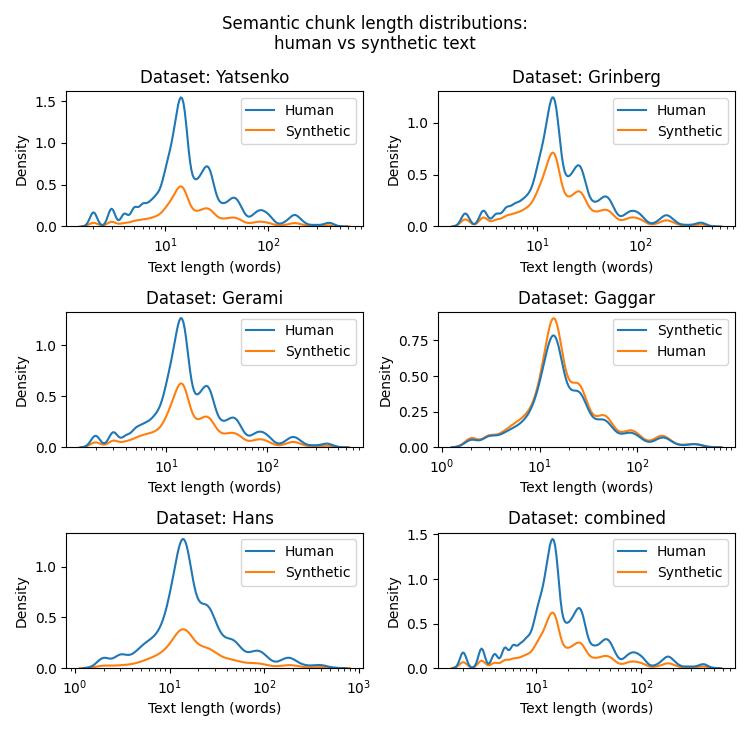 Semantic chunk length distributions:
human vs synthetic text
Dataset: Yatsenko
Density
1.5
1.0
0.5
0.0
Human
Synthetic
10¹
10²
Text length (words)
Dataset: Grinberg
Density
1.0
0.5
0.0
Human
Synthetic
10¹
10²
Text length (words)
Dataset: Gerami
Density
1.0
0.5
0.0
Human
Synthetic
10¹
10²
Text length (words)
Dataset: Gaggar
Density
0.75
0.50
0.25
0.00
Synthetic
Human
10⁰
10¹
10²
Text length (words)
Dataset: Hans
Density
1.0
0.5
0.0
Human
Synthetic
10⁰
10¹
10²
10³
Text length (words)
Dataset: combined
Density
1.5
1.0
0.5
0.0
Human
Synthetic
10¹
10²
Text length (words)